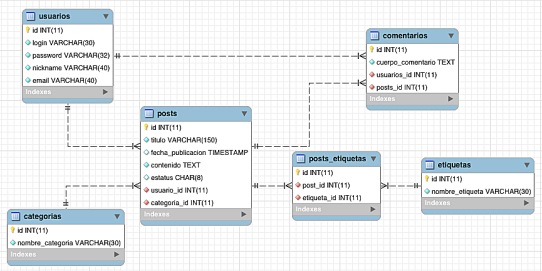 usuarios
id INT(11)
login VARCHAR(30)
password VARCHAR(32)
nickname VARCHAR(40)
email VARCHAR(40)
Indexes
comentarios
id INT(11)
cuerpo_comentario TEXT
usuarios_id INT(11)
posts_id INT(11)
Indexes
posts
id INT(11)
titulo VARCHAR(150)
fecha_publicacion TIMESTAMP
contenido TEXT
estatus CHAR(8)
usuario_id INT(11)
categoria_id INT(11)
Indexes
posts_etiquetas
id INT(11)
post_id INT(11)
etiqueta_id INT(11)
Indexes
etiquetas
id INT(11)
nombre_etiqueta VARCHAR(30)
Indexes
categorias
id INT(11)
nombre_categoria VARCHAR(30)
Indexes